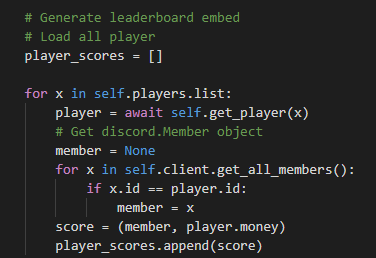 # Generate leaderboard embed
# Load all player
player_scores = []
for x in self.players.list:
    player = await self.get_player(x)
    # Get discord.Member object
    member = None
    for x in self.client.get_all_members():
        if x.id == player.id:
            member = x
    score = (member, player.money)
    player_scores.append(score)